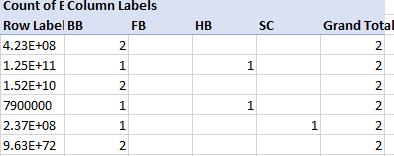 Count of E Column Labels
Row Label BB FB HB SC Grand Total
4.23E+08 2 2
1.25E+11 1 1 2
1.52E+10 2 2
7900000 1 1 2
2.37E+08 1 1 2
9.63E+72 2 2